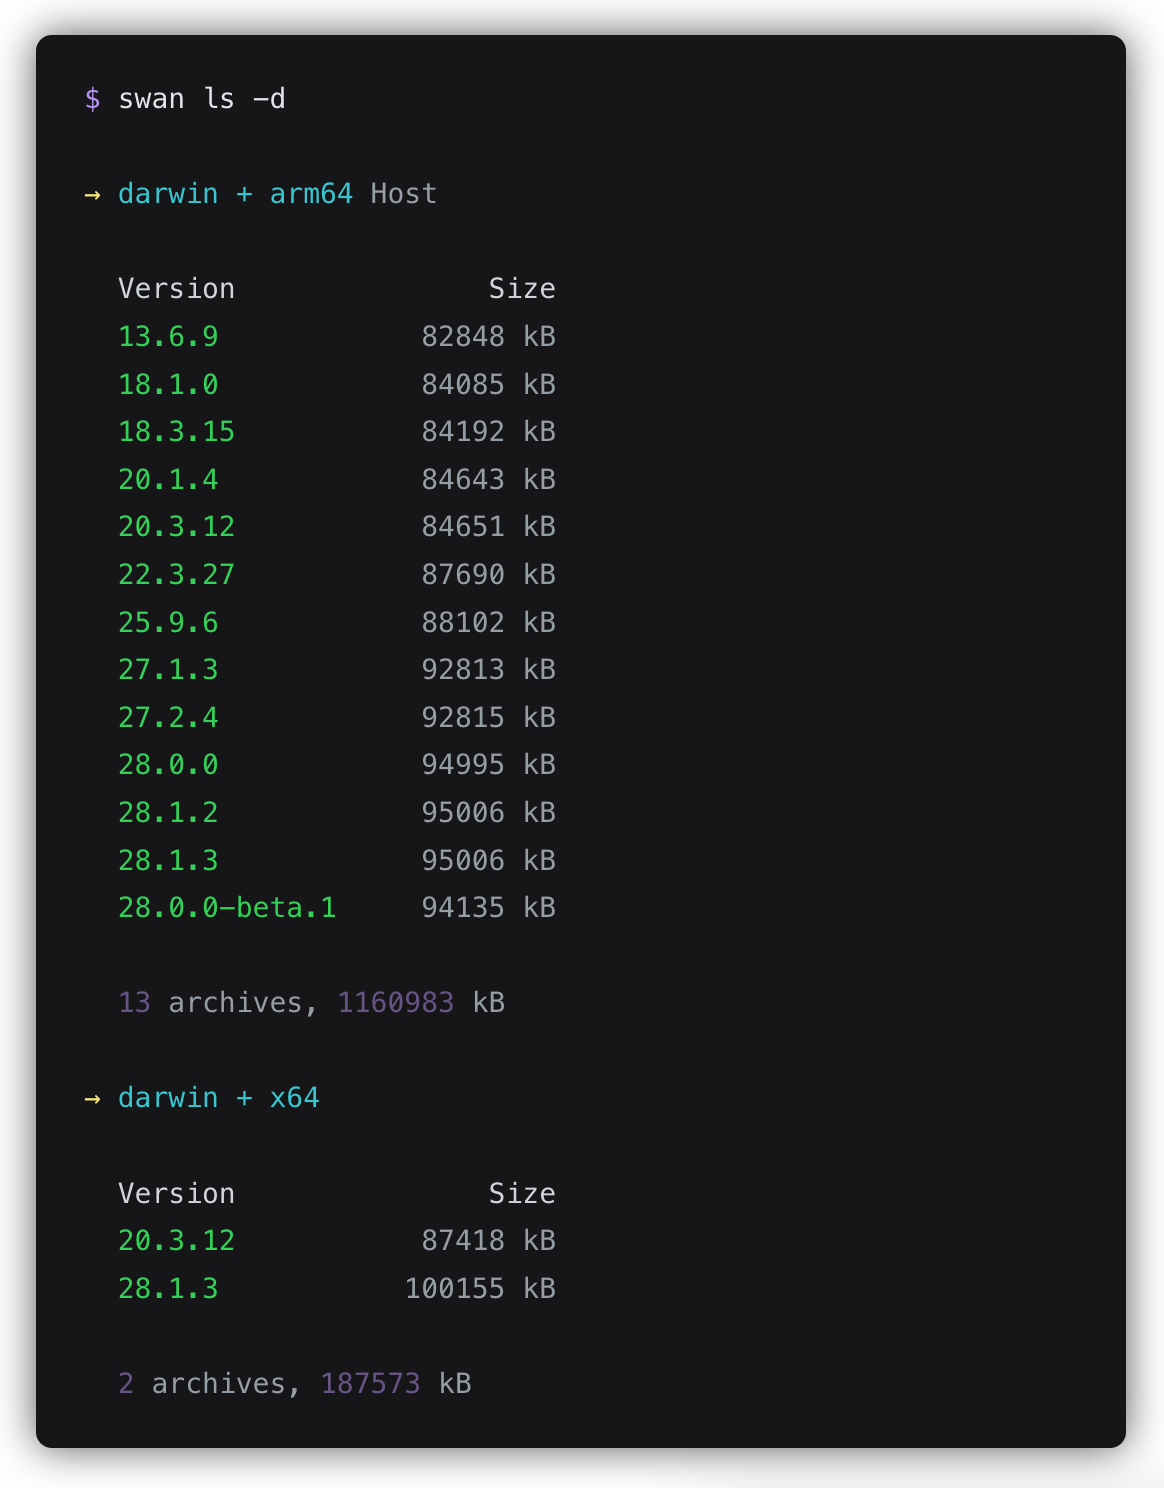 $ swan ls -d
→ darwin + arm64 Host
Version Size
13.6.9 82848 kB
18.1.0 84085 kB
18.3.15 84192 kB
20.1.4 84643 kB
20.3.12 84651 kB
22.3.27 87690 kB
25.9.6 88102 kB
27.1.3 92813 kB
27.2.4 92815 kB
28.0.0 94995 kB
28.1.2 95006 kB
28.1.3 95006 kB
28.0.0-beta.1 94135 kB
13 archives, 1160983 kB
→ darwin + x64
Version Size
20.3.12 87418 kB
28.1.3 100155 kB
2 archives, 187573 kB